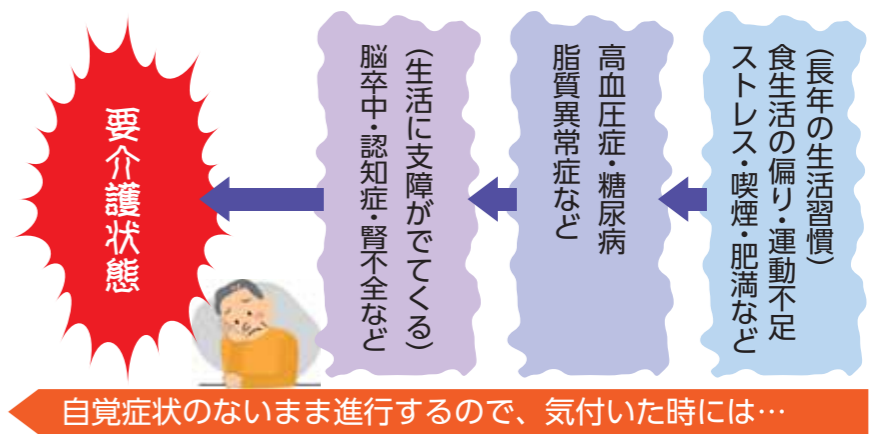 (長年の生活習慣)
食生活の偏り・運動不足
ストレス・喫煙・肥満など
高血圧症・糖尿病
脂質異常症など
(生活に支障がでてくる)
脳卒中・認知症・腎不全など
要介護状態
自覚症状のないまま進行するので、気付いた時には…